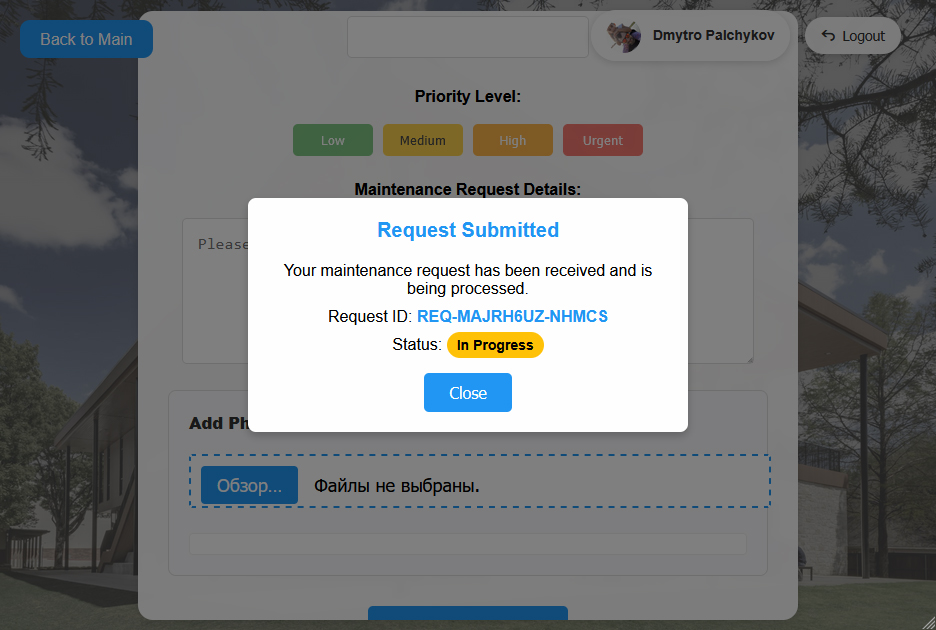 Back to Main
Dmytro Palchykov
Logout
Priority Level:
Low
Medium
High
Urgent
Maintenance Request Details:
Please
Request Submitted
Your maintenance request has been received and is
being processed.
Request ID: REQ-MAJRH6UZ-NHMCS
Status: In Progress
Close
Add Ph
Обзор...
Файлы не выбраны.